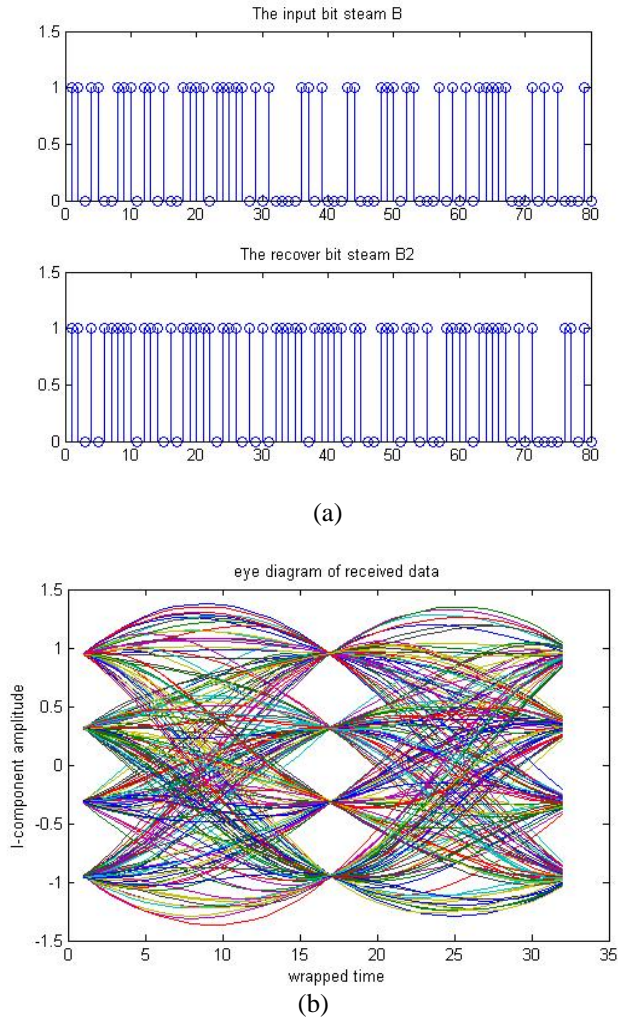 The input bit steam B
1.5
1
0.5
0
0 10 20 30 40 50 60 70 80
The recover bit steam B2
1.5
1
0.5
0
0 10 20 30 40 50 60 70 80
(a)
eye diagram of received data
1.5
1
0.5
0
-0.5
-1
-1.5
I-component amplitude
0 5 10 15 20 25 30 35
wrapped time
(b)